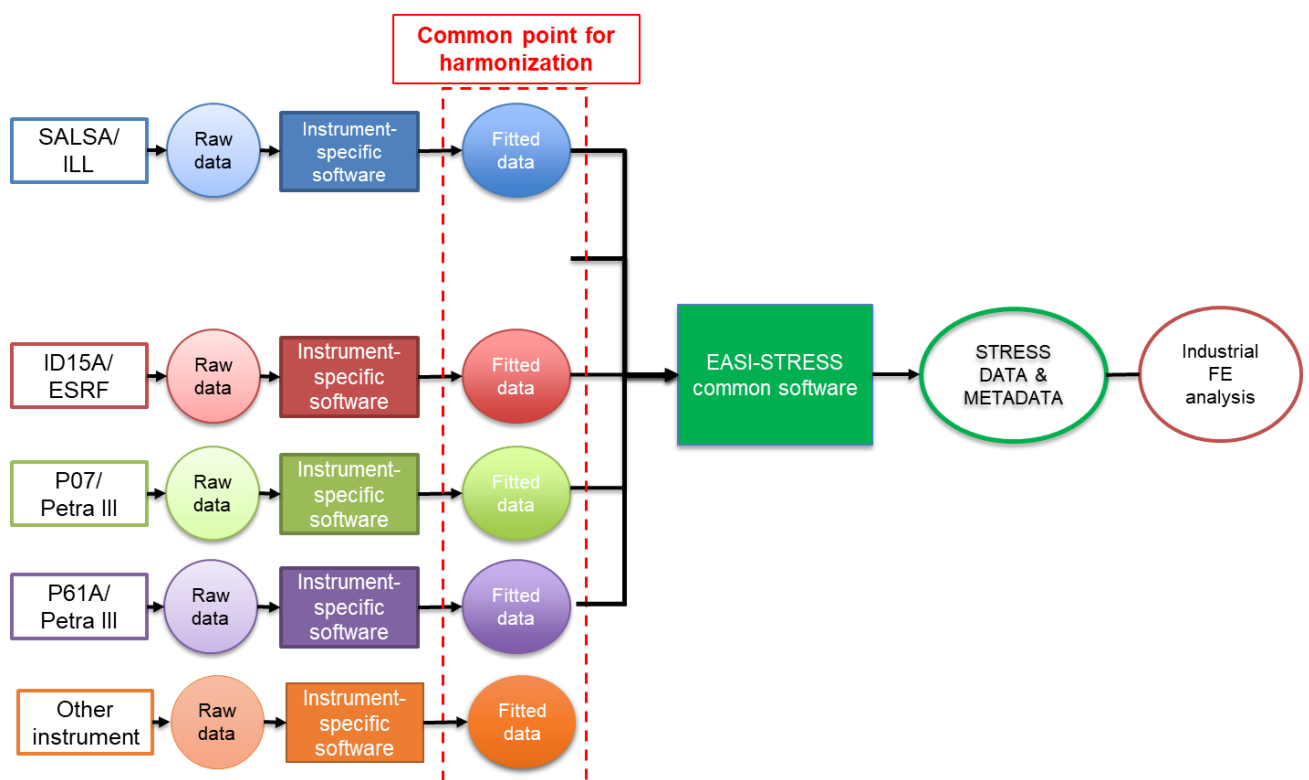 Common point for
harmonization
SALSA/
ILL
Raw
data
Instrument-
specific
software
Fitted
data
ID15A/
ESRF
Raw
data
Instrument-
specific
software
Fitted
data
EASI-STRESS
common software
STRESS
DATA &
METADATA
Industrial
FE
analysis
P07/
Petra III
Raw
data
Instrument-
specific
software
Fitted
data
P61A/
Petra III
Raw
data
Instrument-
specific
software
Fitted
data
Other
instrument
Raw
data
Instrument-
specific
software
Fitted
data